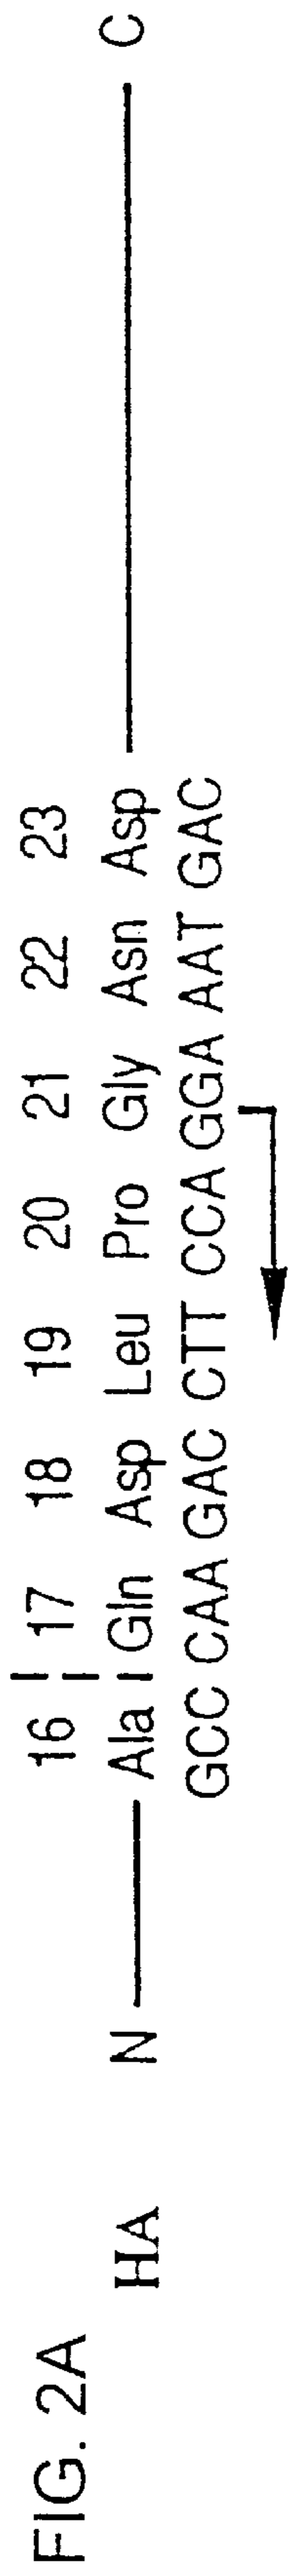 FIG. 2A
16 17 18 19 20 21 22 23
HA N Ala Gln Asp Leu Pro Gly Asn Asp C
GCC CAA GAC CTT CCA GGA AAT GAC